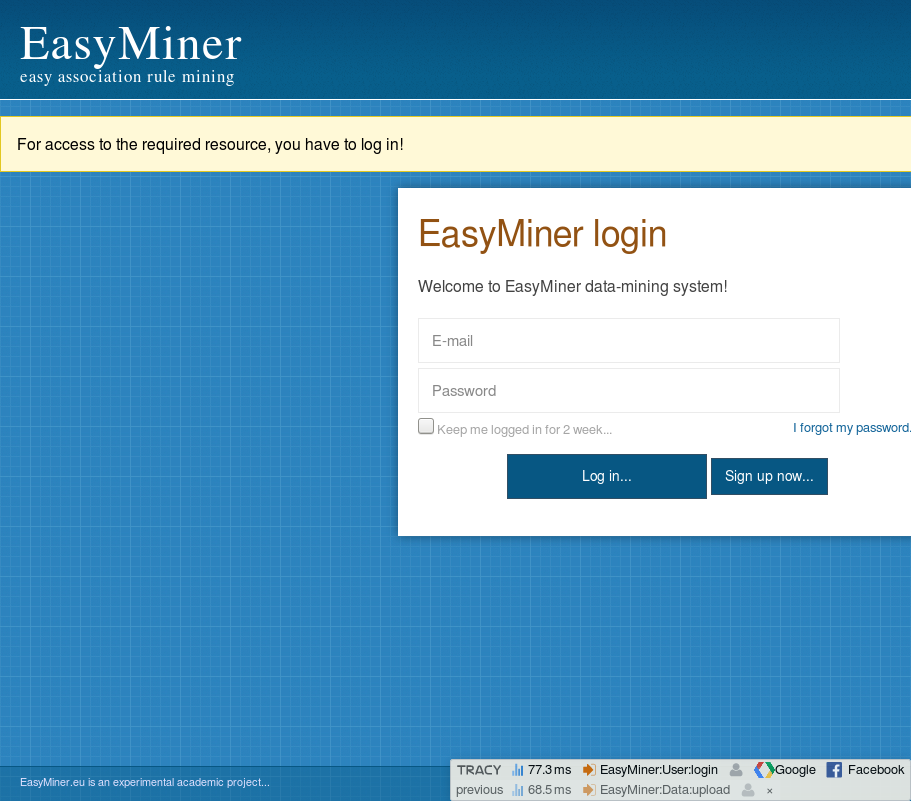 EasyMiner
easy association rule mining
For access to the required resource, you have to log in!
EasyMiner login
Welcome to EasyMiner data-mining system!
E-mail
Password
Keep me logged in for 2 week...
I forgot my password.
Log in...
Sign up now...
EasyMiner.eu is an experimental academic project...
TRACY 77.3 ms EasyMiner:User:login Google Facebook
previous 68.5 ms EasyMiner:Data:upload ×